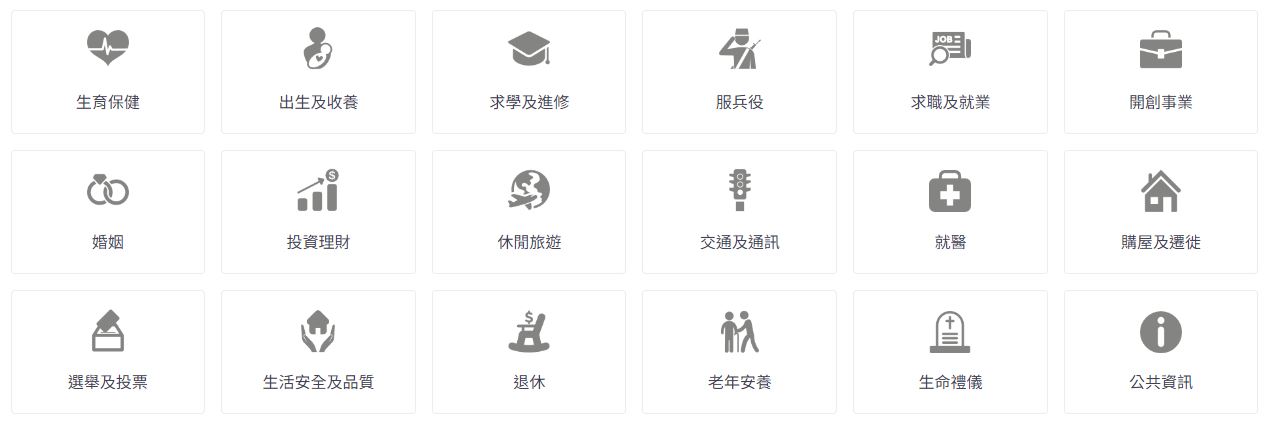 生育保健
出生及收養
求學及進修
服兵役
JOB
求職及就業
開創事業
婚姻
$
投資理財
休閒旅遊
交通及通訊
就醫
購屋及遷徙
選舉及投票
生活安全及品質
$
退休
老年安養
生命禮儀
公共資訊